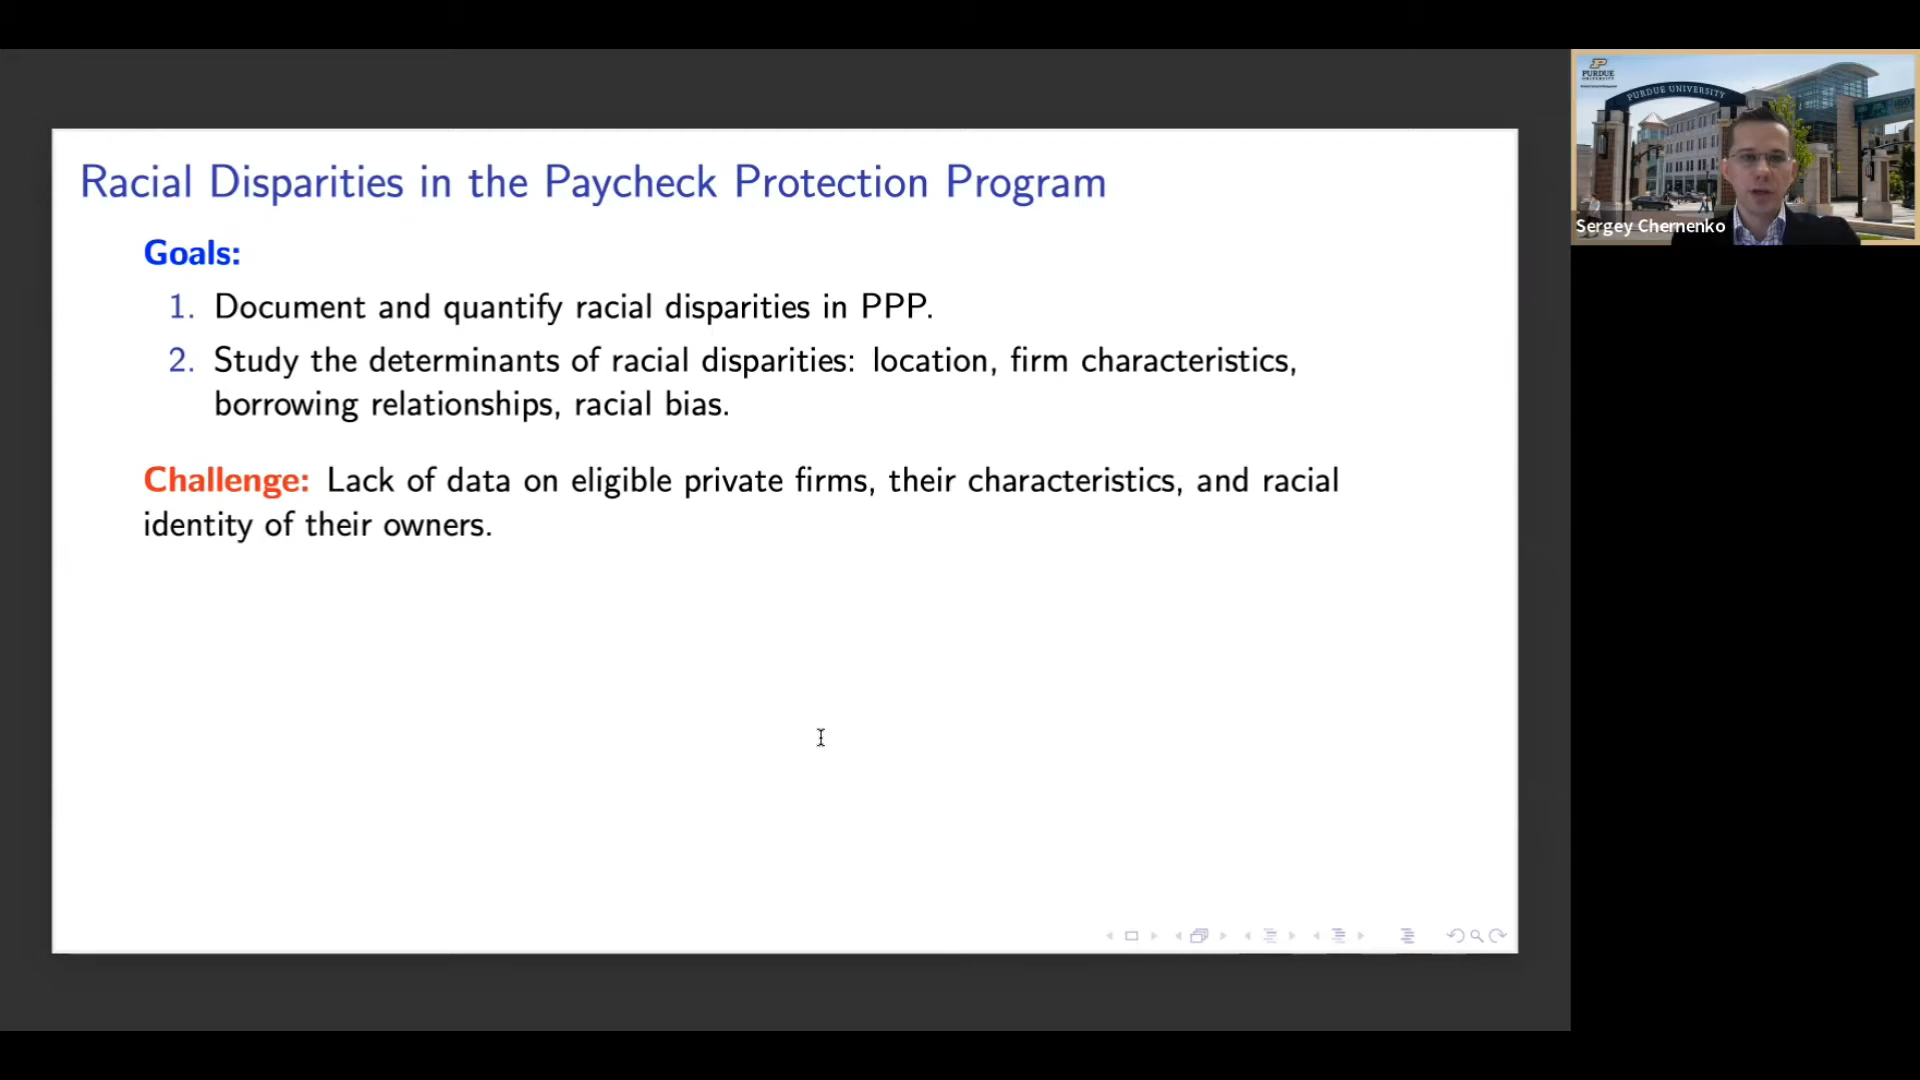 Racial Disparities in the Paycheck Protection Program
Goals:
1. Document and quantify racial disparities in PPP.
2. Study the determinants of racial disparities: location, firm characteristics,
borrowing relationships, racial bias.
Challenge: Lack of data on eligible private firms, their characteristics, and racial
identity of their owners.
P
PURDUE
PURDUE UNIVERSITY
Sergey Chernenko